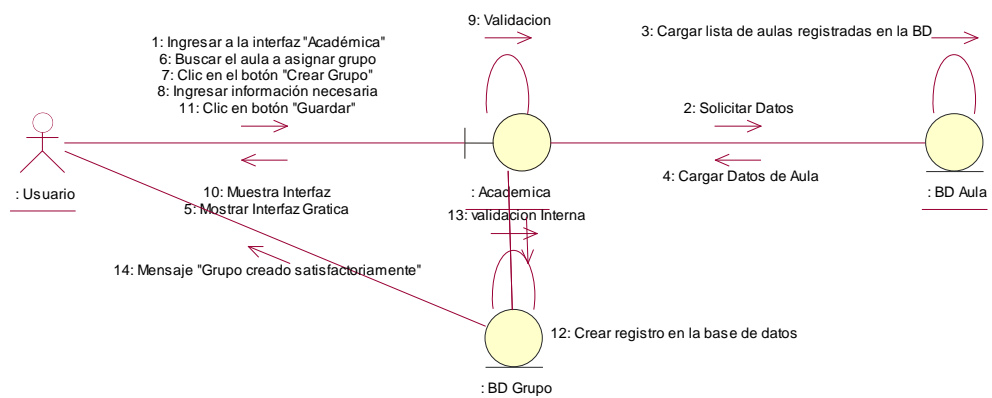 9: Validacion
3: Cargar lista de aulas registradas en la BD
1: Ingresar a la interfaz "Académica"
6: Buscar el aula a asignar grupo
7: Clic en el botón "Crear Grupo"
8: Ingresar información necesaria
11: Clic en botón "Guardar"
2: Solicitar Datos
4: Cargar Datos de Aula
: Usuario
10: Muestra Interfaz
5: Mostrar Interfaz Gratica
: Academica
: BD Aula
13: validacion Interna
14: Mensaje "Grupo creado satisfactoriamente"
12: Crear registro en la base de datos
: BD Grupo